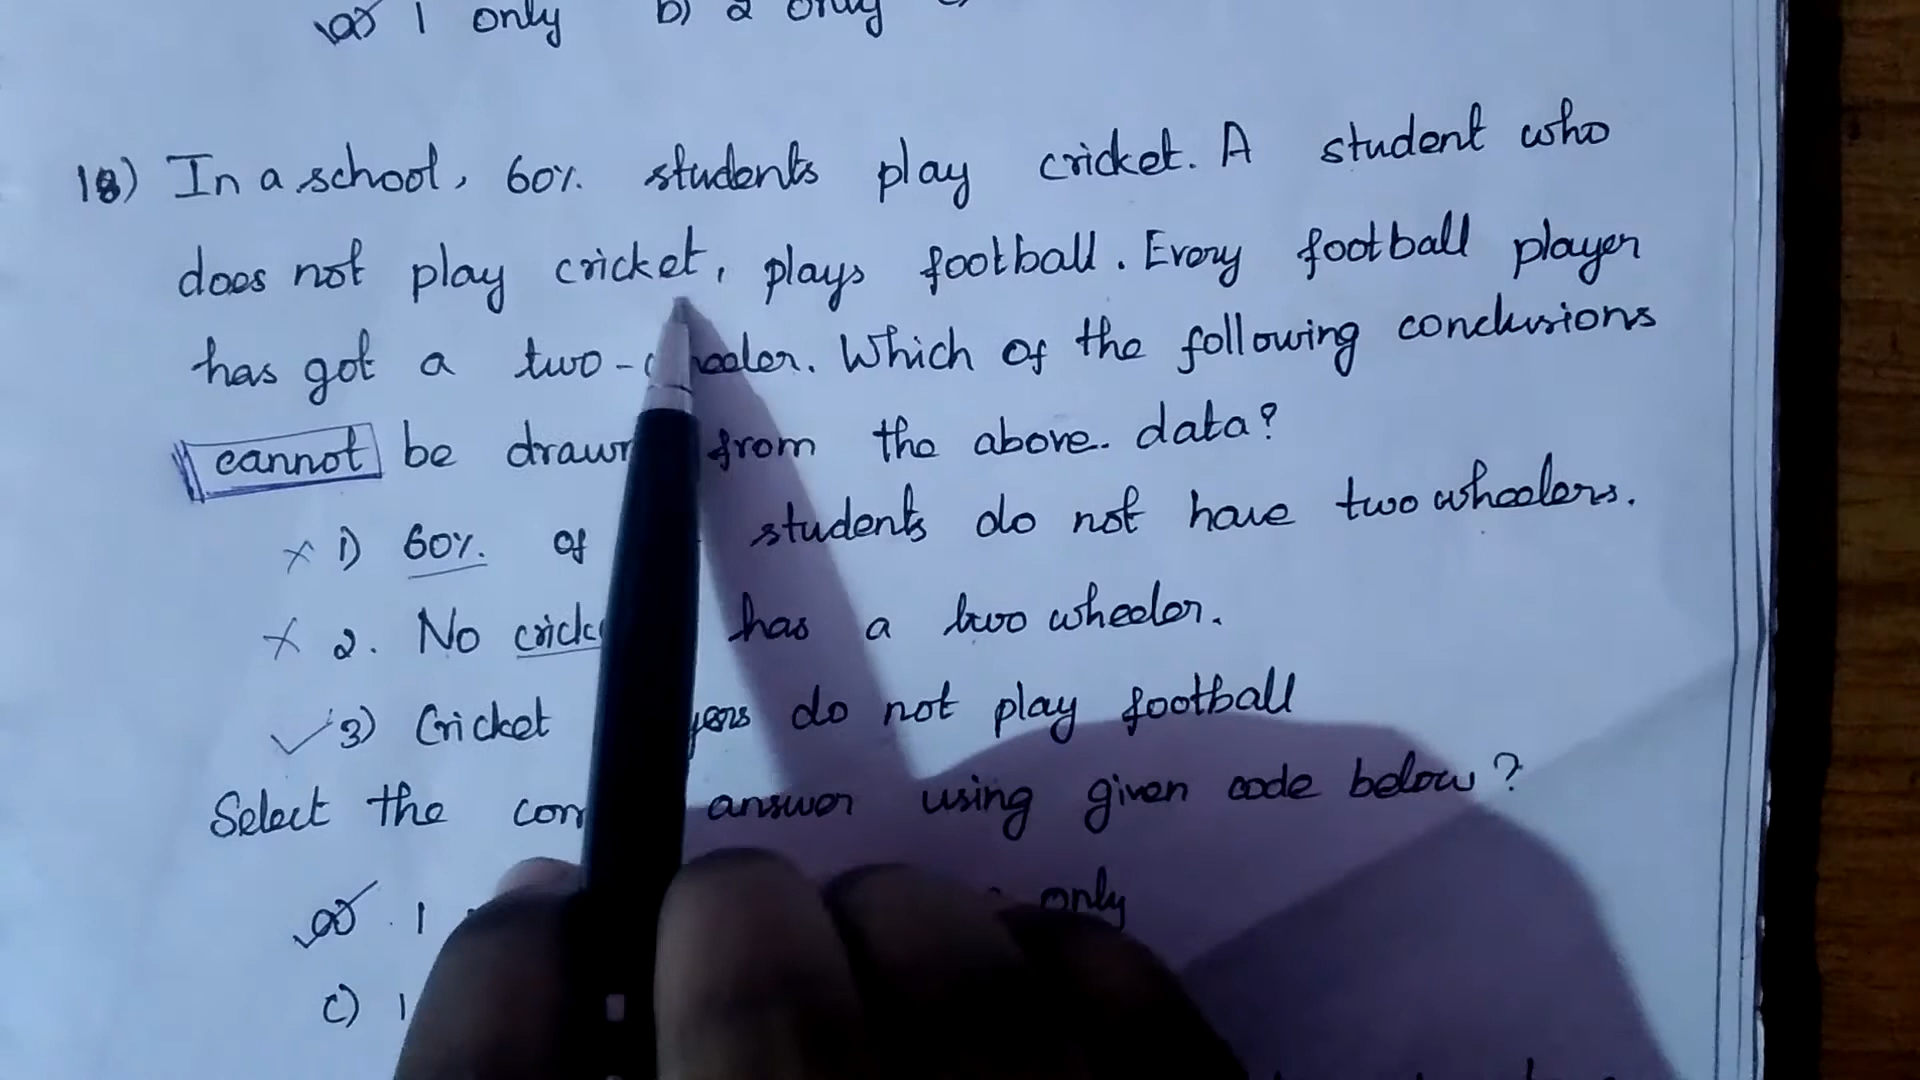 a) 1 only b) 2 only
18) In a school, 60% students play cricket. A student who
does not play cricket, plays football. Every football player
has got a two- wheeler. Which of the following conclusions
cannot be drawn from the above. data?
1) 60% of students do not have two wheelers.
2. No has a two wheeler.
3) Cricket do not play football
Select the answer using given code below?
a) 1 only
c) 1